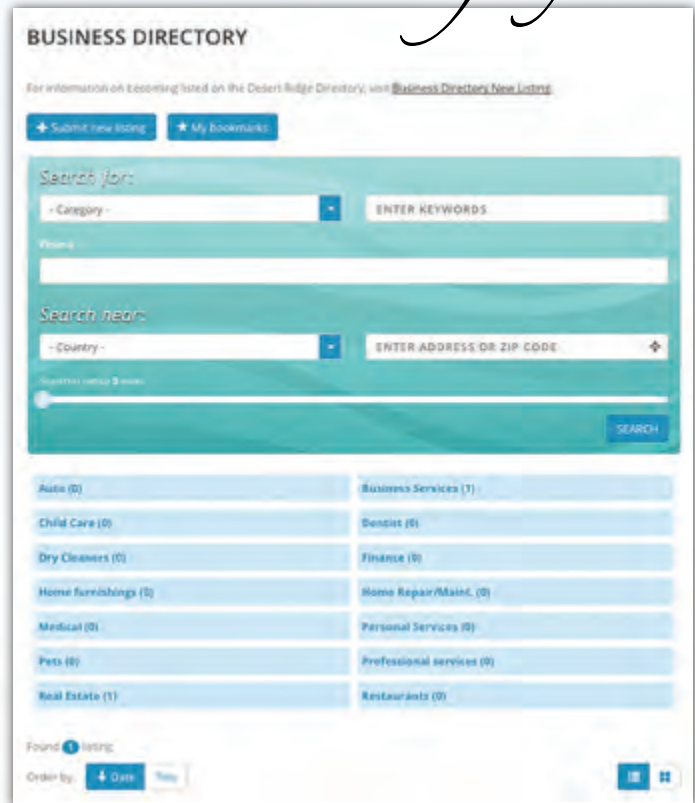 BUSINESS DIRECTORY
For information on becoming listed on the Desert Ridge Directory, visit Business Directory New Listing
Submit new listing
My bookmarks
Search for:
- Category -
ENTER KEYWORDS
Search near:
- Country -
ENTER ADDRESS OR ZIP CODE
SEARCH
Auto (0)
Business Services (1)
Child Care (0)
Dentist (0)
Dry Cleaners (0)
Finance (0)
Home furnishings (0)
Home Repair/Maint. (0)
Medical (0)
Personal Services (0)
Pets (0)
Professional services (0)
Real Estate (1)
Restaurants (0)
Found 1 listing
Order by: Date Title